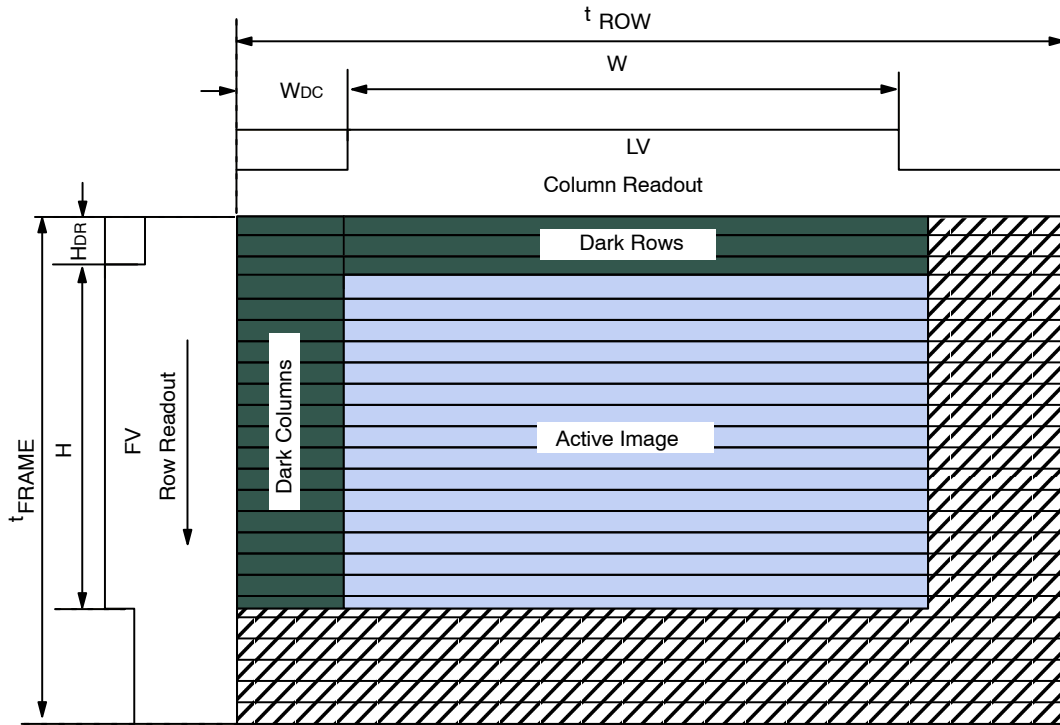 t ROW
W
WDC
LV
Column Readout
HDR
Dark Rows
Dark Columns
Active Image
Row Readout
FV
H
tFRAME